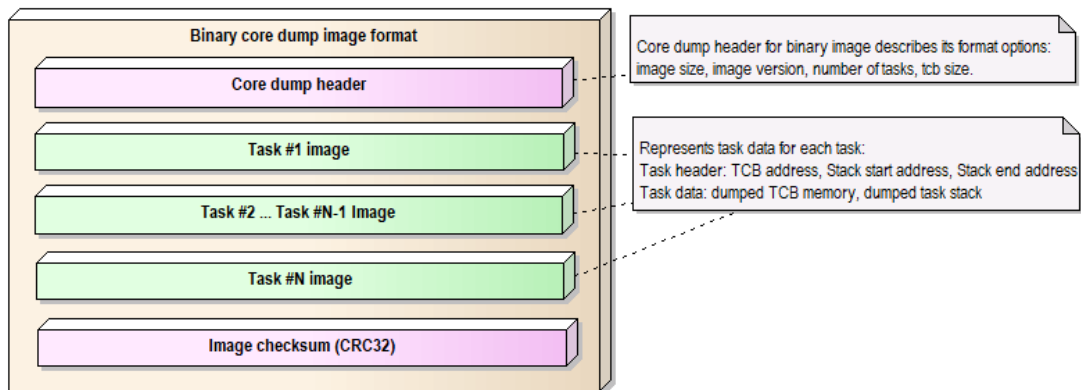 Binary core dump image format
Core dump header
Core dump header for binary image describes its format options:
image size, image version, number of tasks, tcb size.
Task #1 image
Represents task data for each task:
Task header: TCB address, Stack start address, Stack end address
Task data: dumped TCB memory, dumped task stack
Task #2 ... Task #N-1 Image
Task #N image
Image checksum (CRC32)